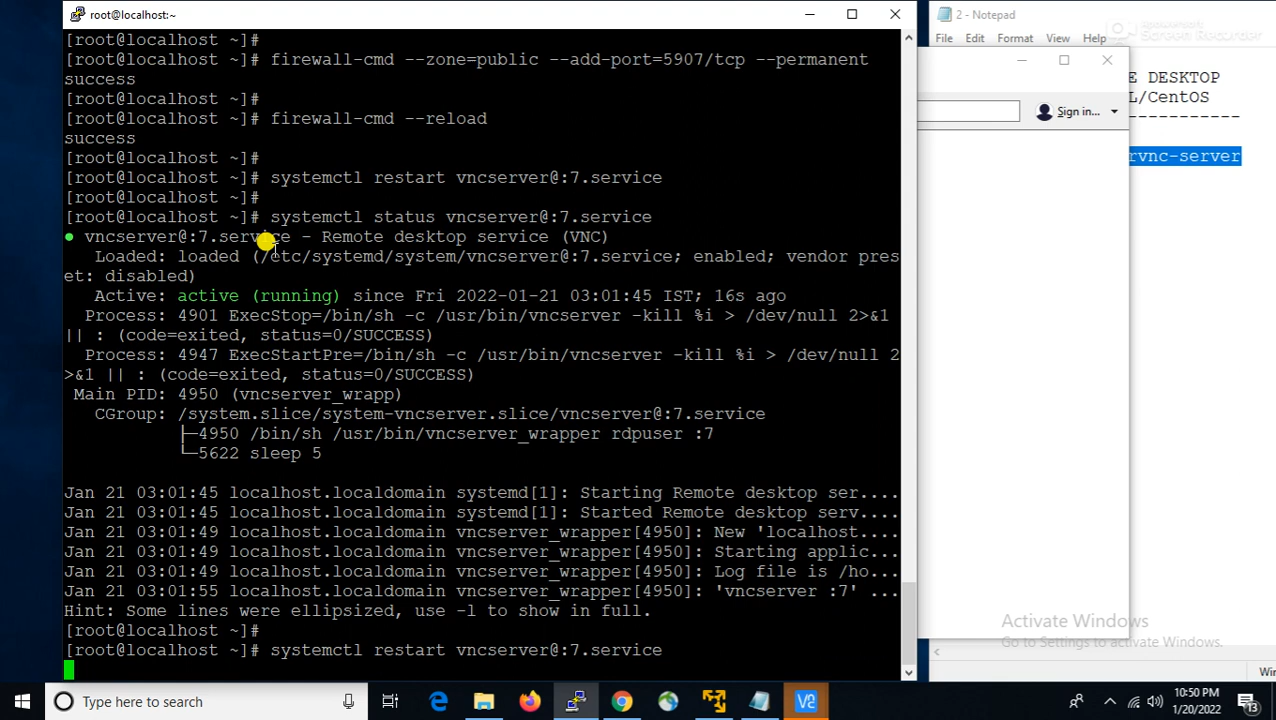 root@localhost:~
[root@localhost ~]#
[root@localhost ~]# firewall-cmd --zone=public --add-port=5907/tcp --permanent
success
[root@localhost ~]#
[root@localhost ~]# firewall-cmd --reload
success
[root@localhost ~]#
[root@localhost ~]# systemctl restart vncserver@:7.service
[root@localhost ~]#
[root@localhost ~]# systemctl status vncserver@:7.service
● vncserver@:7.service - Remote desktop service (VNC)
Loaded: loaded (/etc/systemd/system/vncserver@:7.service; enabled; vendor pres
et: disabled)
Active: active (running) since Fri 2022-01-21 03:01:45 IST; 16s ago
Process: 4901 ExecStop=/bin/sh -c /usr/bin/vncserver -kill %i > /dev/null 2>&1
|| : (code=exited, status=0/SUCCESS)
Process: 4947 ExecStartPre=/bin/sh -c /usr/bin/vncserver -kill %i > /dev/null 2
>&1 || : (code=exited, status=0/SUCCESS)
Main PID: 4950 (vncserver_wrapp)
CGroup: /system.slice/system-vncserver.slice/vncserver@:7.service
├─4950 /bin/sh /usr/bin/vncserver_wrapper rdpuser :7
└─5622 sleep 5
Jan 21 03:01:45 localhost.localdomain systemd[1]: Starting Remote desktop ser....
Jan 21 03:01:45 localhost.localdomain systemd[1]: Started Remote desktop serv....
Jan 21 03:01:49 localhost.localdomain vncserver_wrapper[4950]: New 'localhost....
Jan 21 03:01:49 localhost.localdomain vncserver_wrapper[4950]: Starting applic...
Jan 21 03:01:49 localhost.localdomain vncserver_wrapper[4950]: Log file is /ho...
Jan 21 03:01:55 localhost.localdomain vncserver_wrapper[4950]: 'vncserver :7' ...
Hint: Some lines were ellipsized, use -l to show in full.
[root@localhost ~]#
[root@localhost ~]# systemctl restart vncserver@:7.service
2 - Notepad
File Edit Format View Help
Screen Recorder
E DESKTOP
L/CentOS
-----------
rvnc-server
Sign in...
Activate Windows
Go to Settings to activate Windows.
Win
Type here to search
V2
10:50 PM
1/20/2022
13